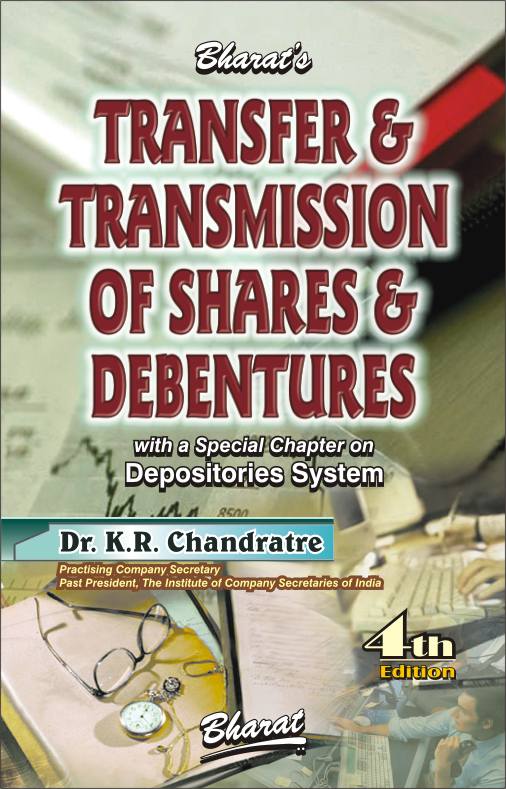 Bharat's
TRANSFER &
TRANSMISSION
OF SHARES &
DEBENTURES
with a Special Chapter on
Depositories System
8500
Dr. K.R. Chandratre
Practising Company Secretary
Past President, The Institute of Company Secretaries of India
4th
Edition
Bharat